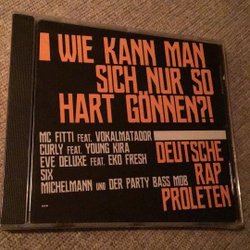 WIE KANN MAN
SICH NUR SO
HART GÖNNEN?!
MC FITTI FEAT. VOKALMATADOR
CURLY FEAT. YOUNG KIRA
EVE DELUXE FEAT. EKO FRESH
SIX
MICHELMANN UND DER PARTY BASS MOB
DEUTSCHE
RAP
PROLETEN